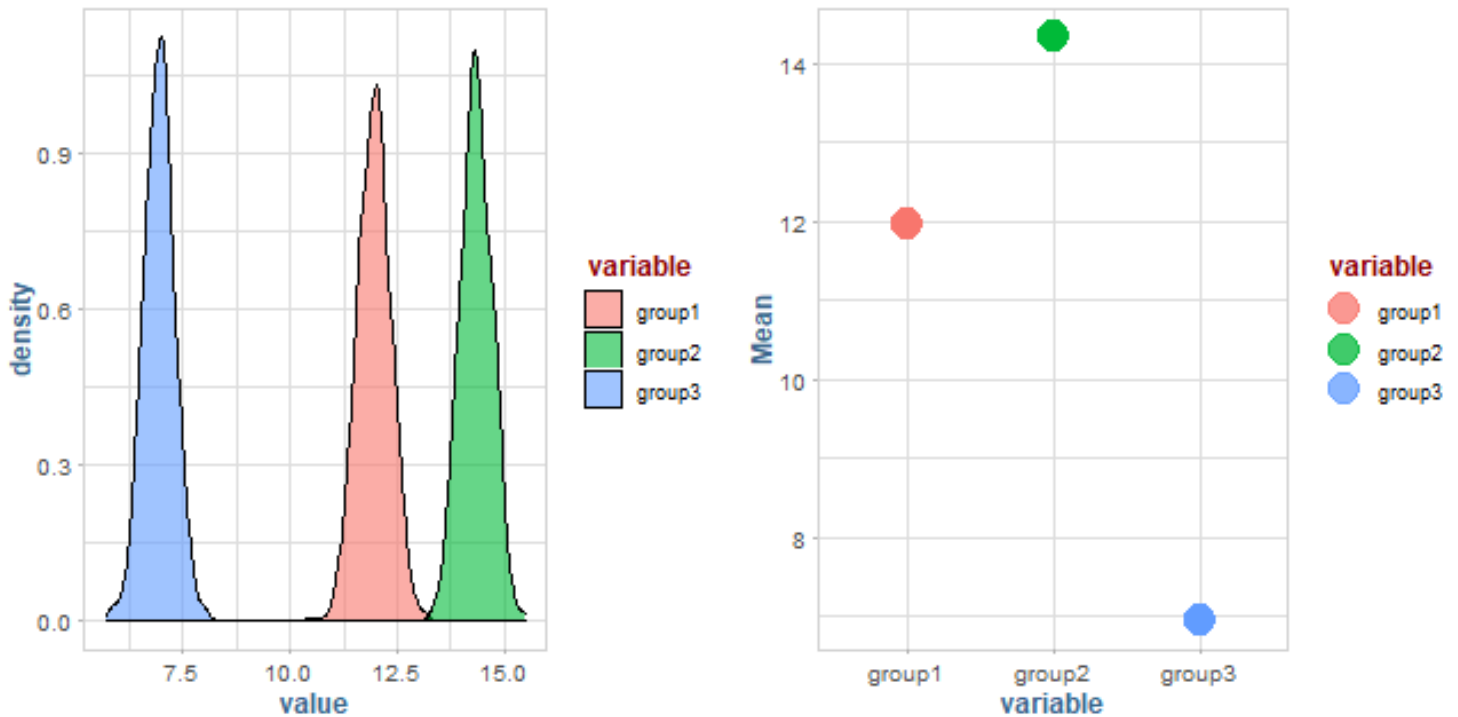 density
0.9
0.6
0.3
0.0
7.5 10.0 12.5 15.0
value
variable
group1
group2
group3
Mean
14
12
10
8
group1 group2 group3
variable
variable
group1
group2
group3